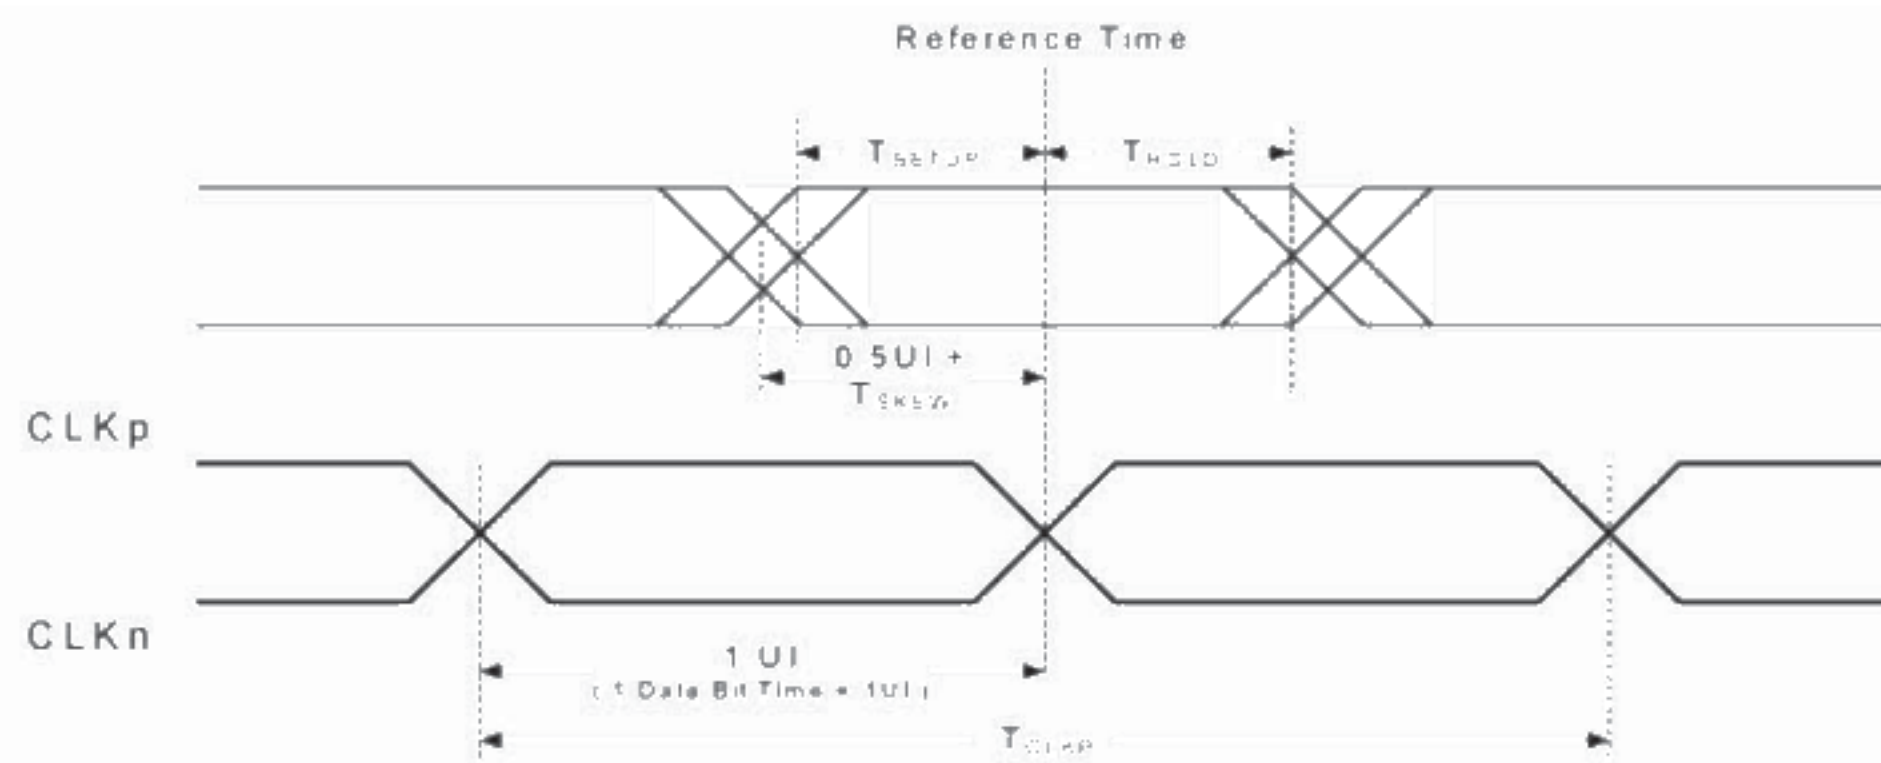 Reference Time
TSETUP
THOLD
0.5UI +
TSKEW
CLKp
CLKn
1 UI
( 1 Data Bit Time = 1UI )
TCLKP